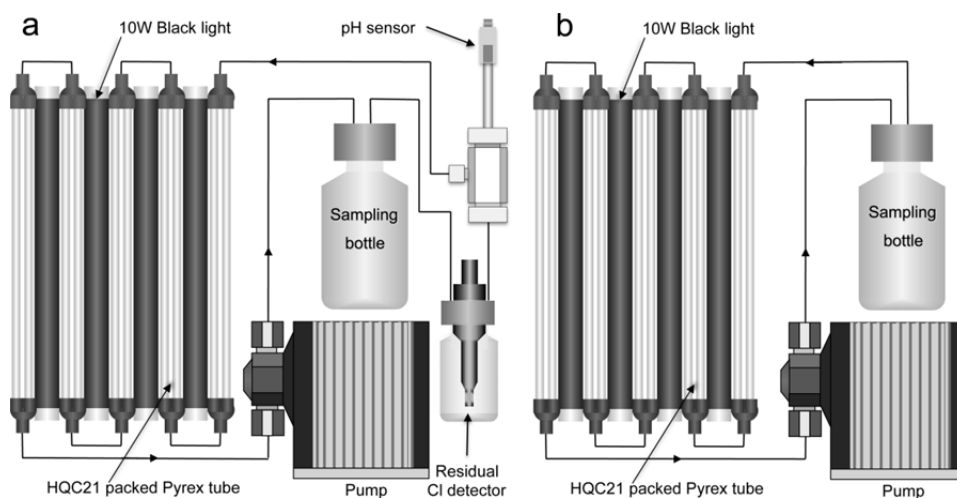 a
10W Black light
pH sensor
Sampling
bottle
HQC21 packed Pyrex tube
Pump
Residual
Cl detector
b
10W Black light
Sampling
bottle
HQC21 packed Pyrex tube
Pump